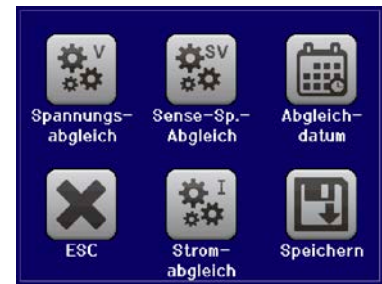 V
SV
Spannungs-
abgleich
Sense-Sp.-
Abgleich
Abgleich-
datum
I
ESC
Strom-
abgleich
Speichern